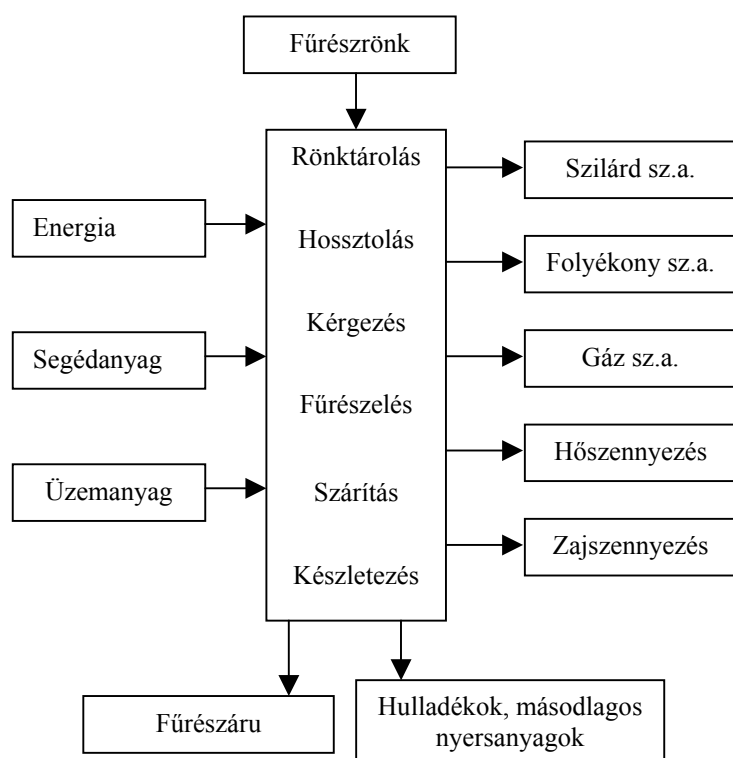 Fűrészrönk
Rönktárolás
Hossztolás
Kérgezés
Fűrészelés
Szárítás
Készletezés
Energia
Segédanyag
Üzemanyag
Szilárd sz.a.
Folyékony sz.a.
Gáz sz.a.
Hőszennyezés
Zajszennyezés
Fűrészáru
Hulladékok, másodlagos
nyersanyagok